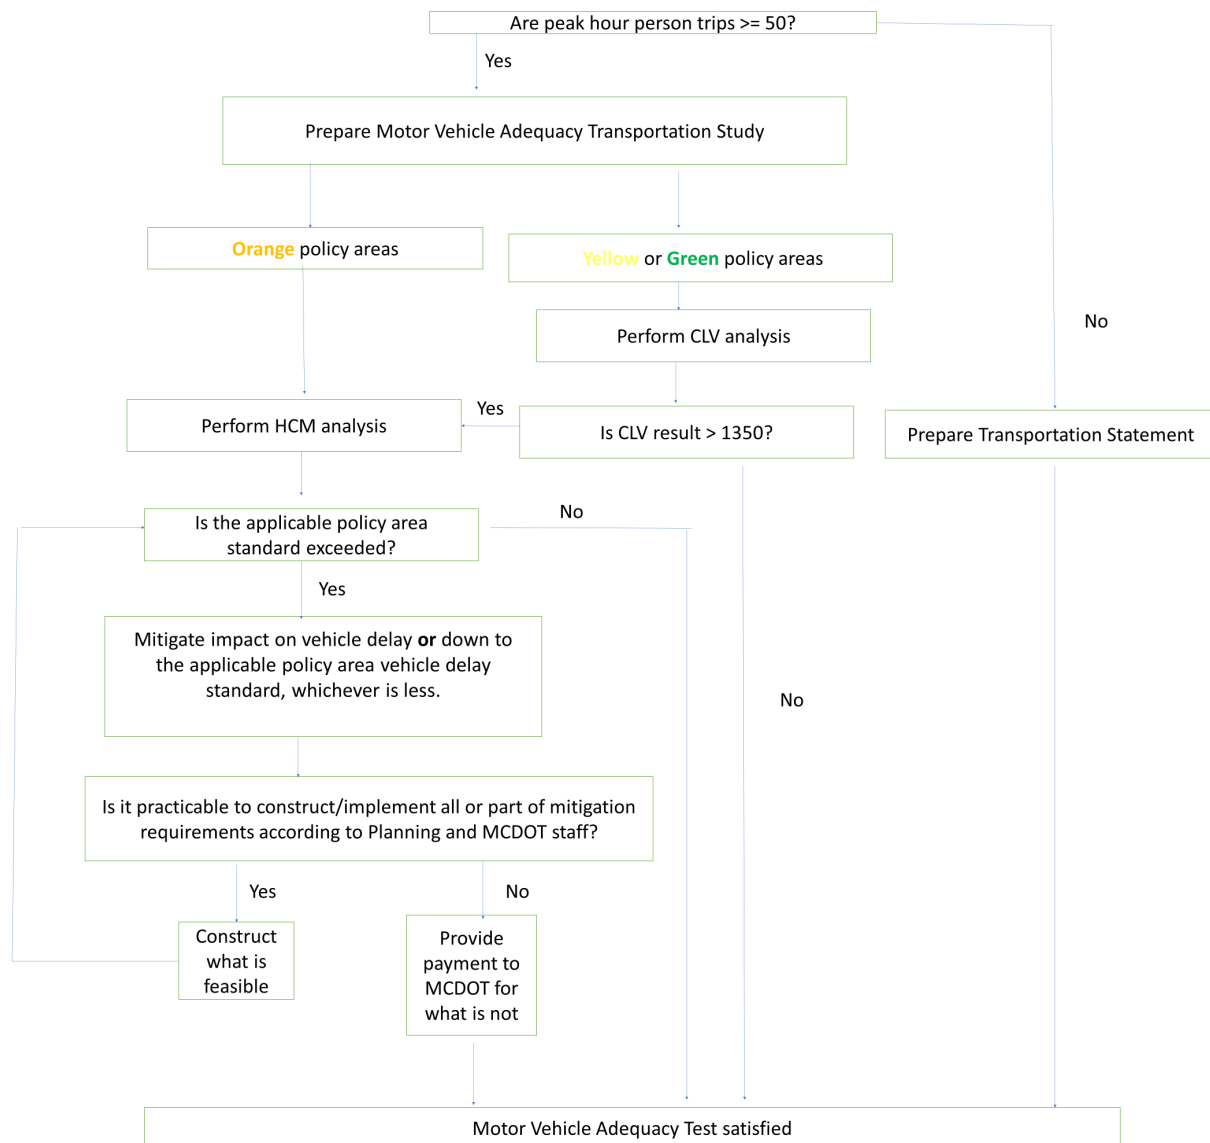 Are peak hour person trips >= 50?
Yes
Prepare Motor Vehicle Adequacy Transportation Study
Orange policy areas
Yellow or Green policy areas
No
Perform CLV analysis
Perform HCM analysis
Yes
Is CLV result > 1350?
Prepare Transportation Statement
Is the applicable policy area
standard exceeded?
No
Yes
Mitigate impact on vehicle delay or down to
the applicable policy area vehicle delay
standard, whichever is less.
No
Is it practicable to construct/implement all or part of mitigation
requirements according to Planning and MCDOT staff?
Yes
No
Construct
what is
feasible
Provide
payment to
MCDOT for
what is not
Motor Vehicle Adequacy Test satisfied